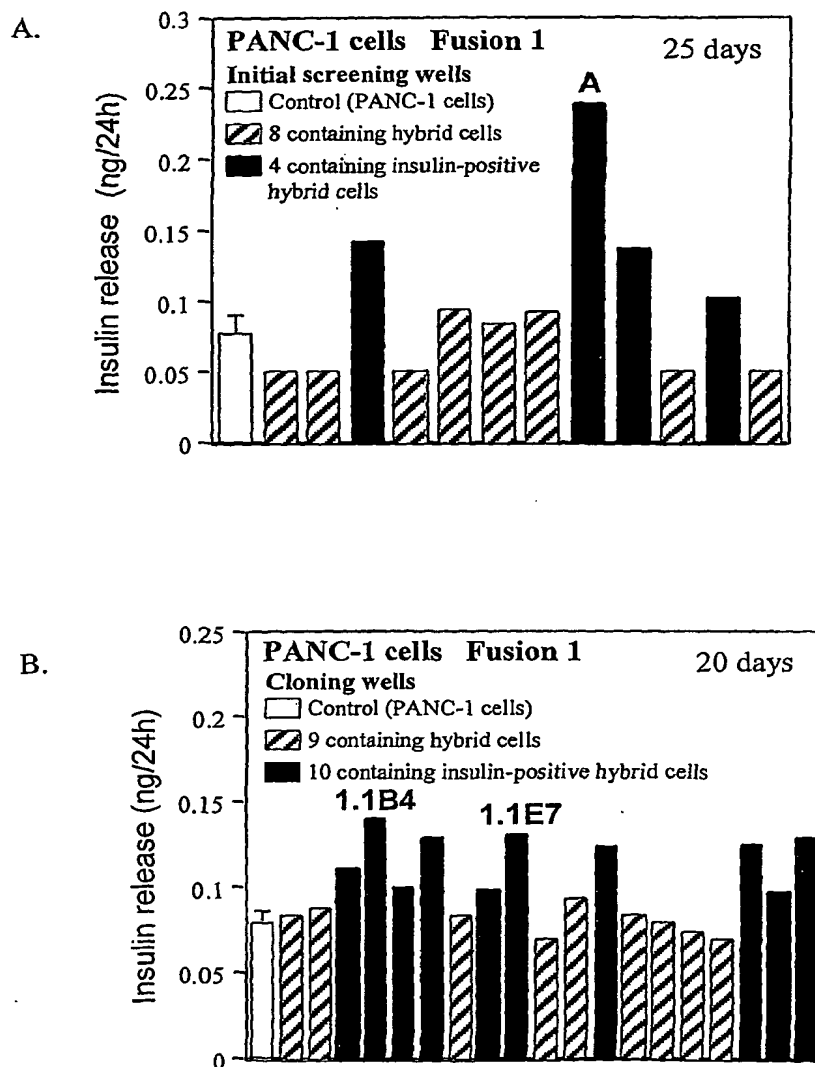 A.
PANC-1 cells Fusion 1
25 days
Initial screening wells
Control (PANC-1 cells)
8 containing hybrid cells
4 containing insulin-positive
hybrid cells
A
Insulin release (ng/24h)
0.3
0.25
0.2
0.15
0.1
0.05
0
B.
PANC-1 cells Fusion 1
20 days
Cloning wells
Control (PANC-1 cells)
9 containing hybrid cells
10 containing insulin-positive hybrid cells
1.1B4
1.1E7
Insulin release (ng/24h)
0.25
0.2
0.15
0.1
0.05
0